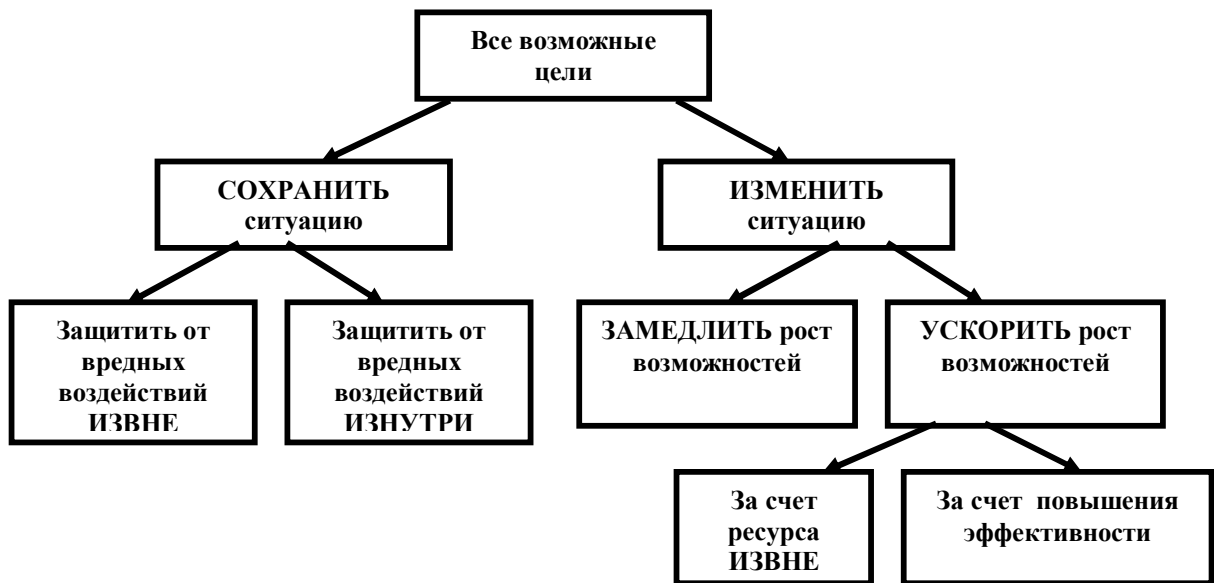 Все возможные
цели
СОХРАНИТЬ
ситуацию
ИЗМЕНИТЬ
ситуацию
Защитить от
вредных
воздействий
ИЗВНЕ
Защитить от
вредных
воздействий
ИЗНУТРИ
ЗАМЕДЛИТЬ рост
возможностей
УСКОРИТЬ рост
возможностей
За счет
ресурса
ИЗВНЕ
За счет повышения
эффективности